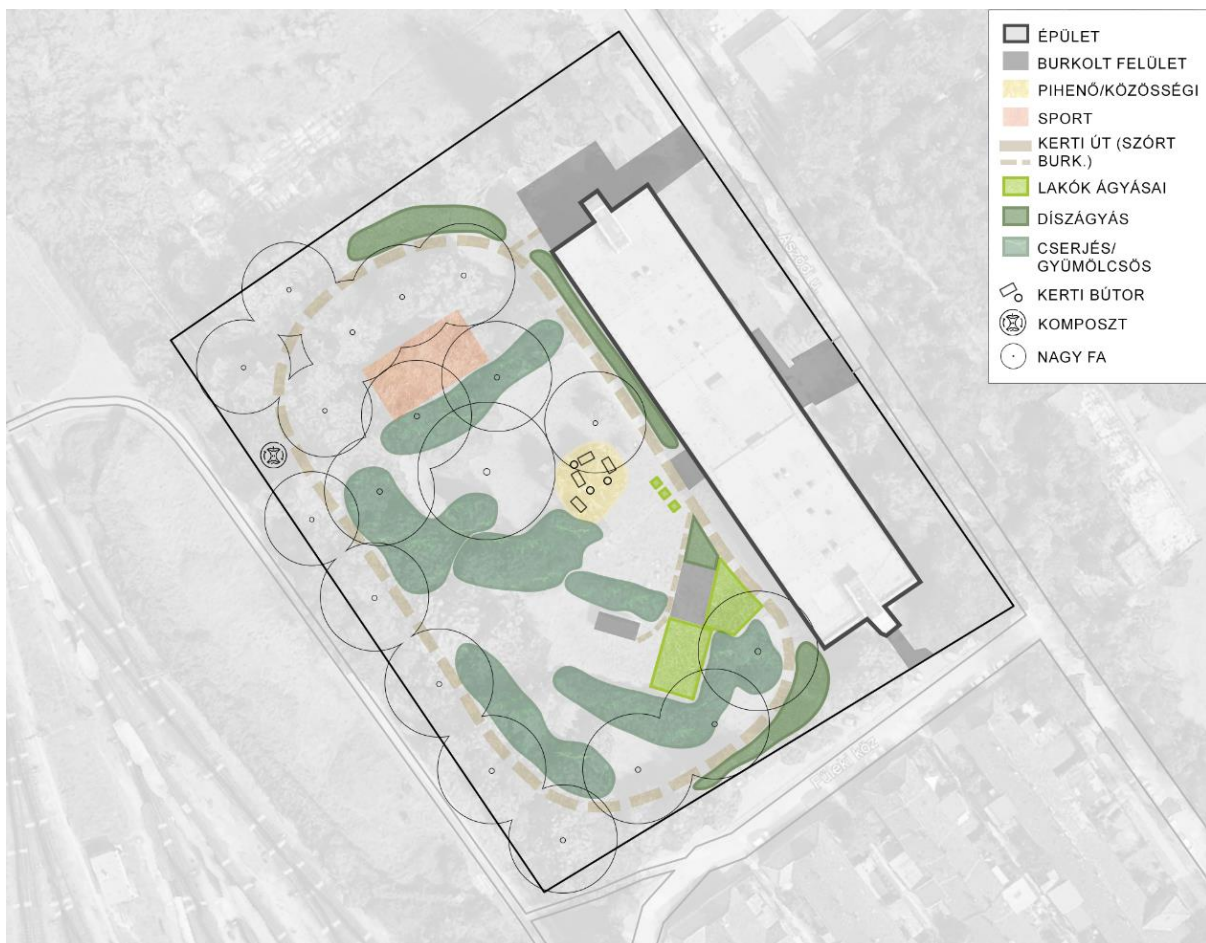 ÉPÜLET
BURKOLT FELÜLET
PIHENŐ/KÖZÖSSÉGI
SPORT
KERTI ÚT (SZÓRT
BURK.)
LAKÓK ÁGYÁSAI
DÍSZÁGYÁS
CSERJÉS/
GYÜMÖLCSÖS
KERTI BÚTOR
KOMPOSZT
NAGY FA
köz